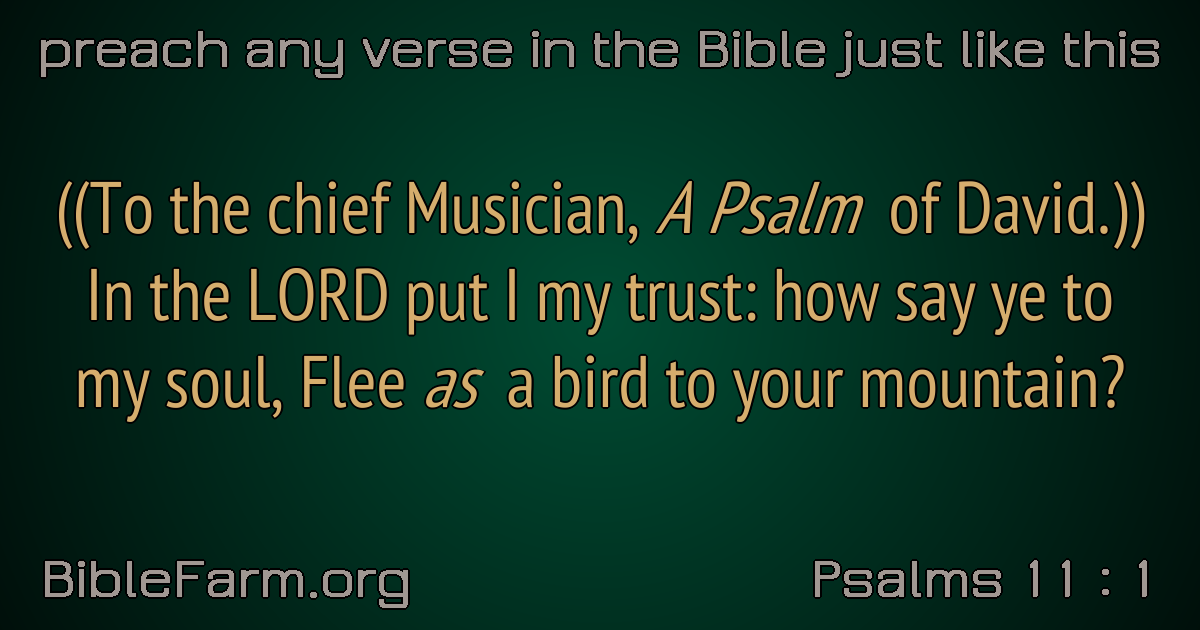 preach any verse in the Bible just like this
((To the chief Musician, A Psalm of David.))
In the LORD put I my trust: how say ye to
my soul, Flee as a bird to your mountain?
BibleFarm.org
Psalms 11 : 1